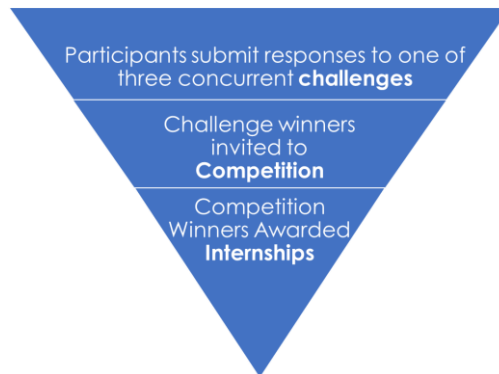 Participants submit responses to one of
three concurrent challenges
Challenge winners
invited to
Competition
Competition
Winners Awarded
Internships